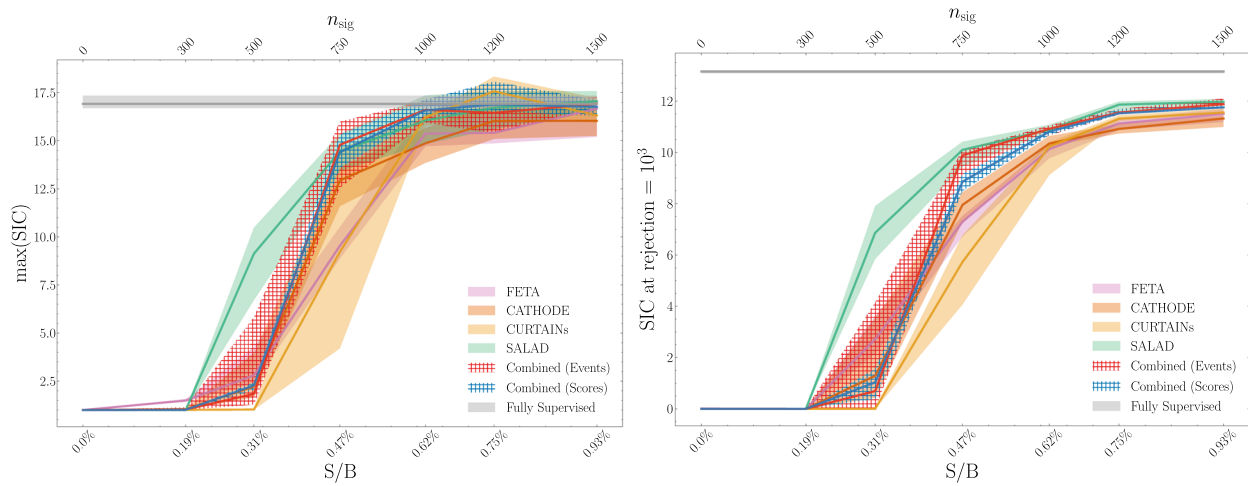 n_sig
0 300 500 750 1000 1200 1500
max(SIC)
17.5
15.0
12.5
10.0
7.5
5.0
2.5
FETA
CATHODE
CURTAINs
SALAD
Combined (Events)
Combined (Scores)
Fully Supervised
0.0% 0.19% 0.31% 0.47% 0.62% 0.75% 0.93%
S/B
n_sig
0 300 500 750 1000 1200 1500
SIC at rejection = 10³
12
10
8
6
4
2
0
FETA
CATHODE
CURTAINs
SALAD
Combined (Events)
Combined (Scores)
Fully Supervised
0.0% 0.19% 0.31% 0.47% 0.62% 0.75% 0.93%
S/B